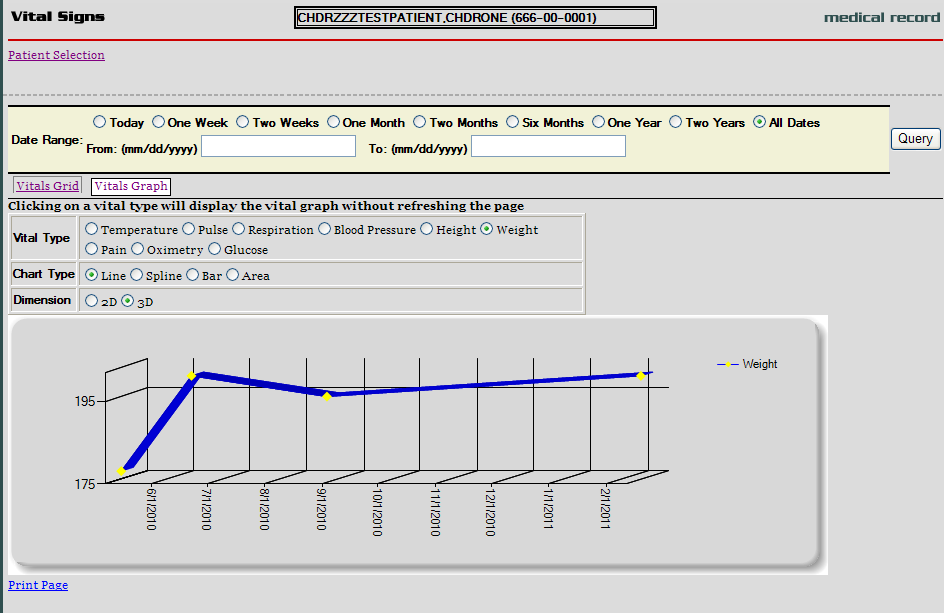 Vital Signs CHDRZZZTESTPATIENT,CHDRONE (666-00-0001) medical record
Patient Selection
Today One Week Two Weeks One Month Two Months Six Months One Year Two Years All Dates
Date Range: From: (mm/dd/yyyy) To: (mm/dd/yyyy) Query
Vitals Grid Vitals Graph
Clicking on a vital type will display the vital graph without refreshing the page
Vital Type Temperature Pulse Respiration Blood Pressure Height Weight
Pain Oximetry Glucose
Chart Type Line Spline Bar Area
Dimension 2D 3D
Weight
195
175
6/1/2010 7/1/2010 8/1/2010 9/1/2010 10/1/2010 11/1/2010 12/1/2010 1/1/2011 2/1/2011
Print Page